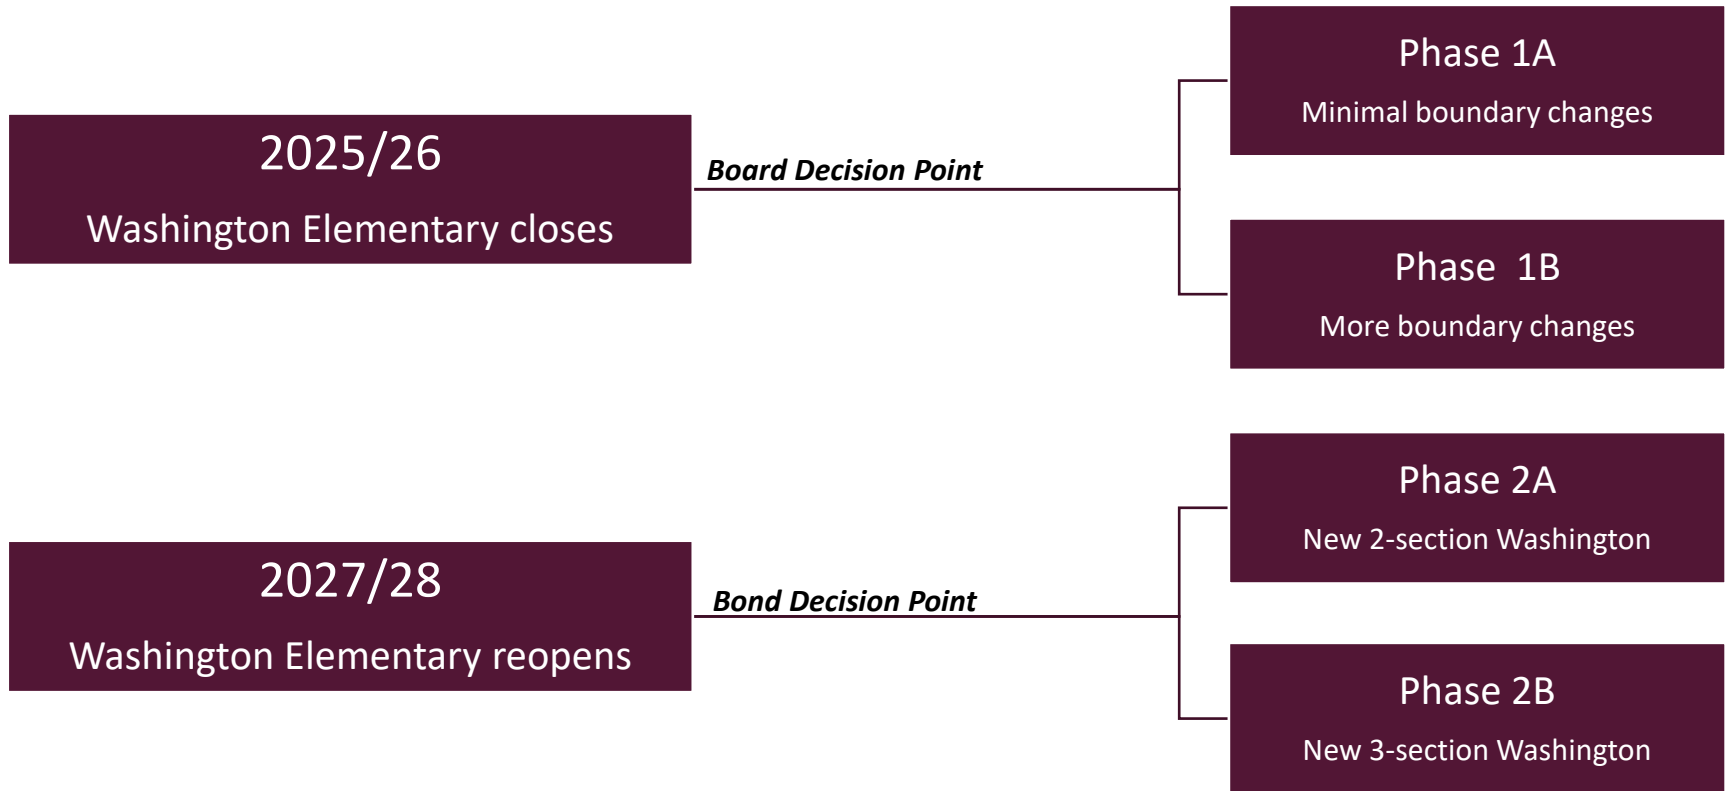 2025/26
Washington Elementary closes
Board Decision Point
Phase 1A
Minimal boundary changes
Phase  1B
More boundary changes
2027/28
Washington Elementary reopens
Bond Decision Point
Phase 2A
New 2-section Washington
Phase 2B
New 3-section Washington